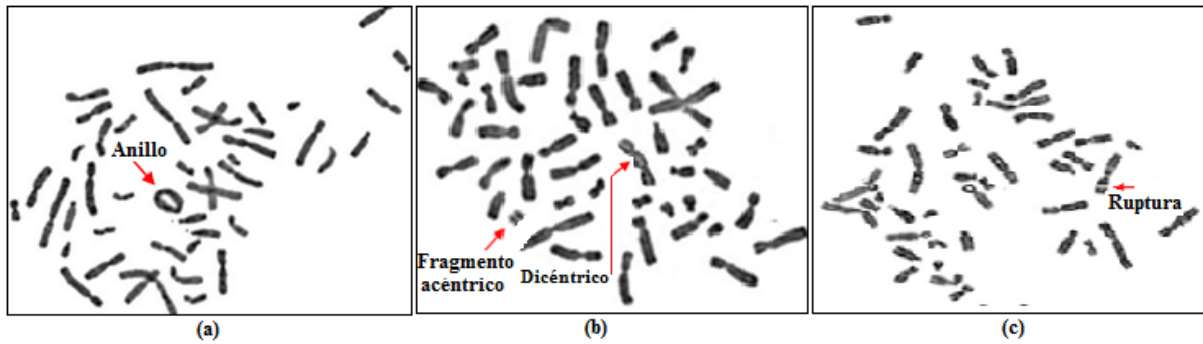 Anillo
(a)
Fragmento
acéntrico
Dicéntrico
(b)
Ruptura
(c)